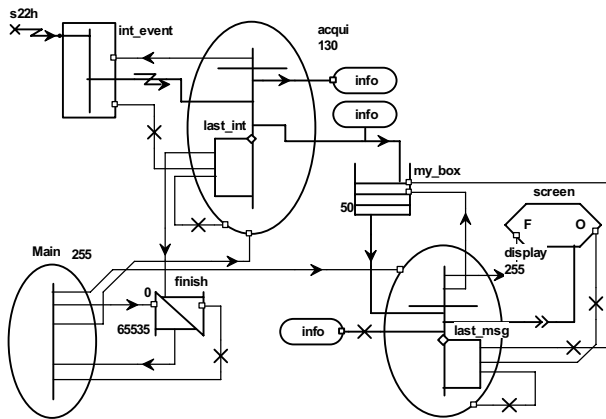 s22h
int_event
acqui
130
info
info
last_int
my_box
50
screen
F O
display
255
Main 255
finish
0
65535
info
last_msg